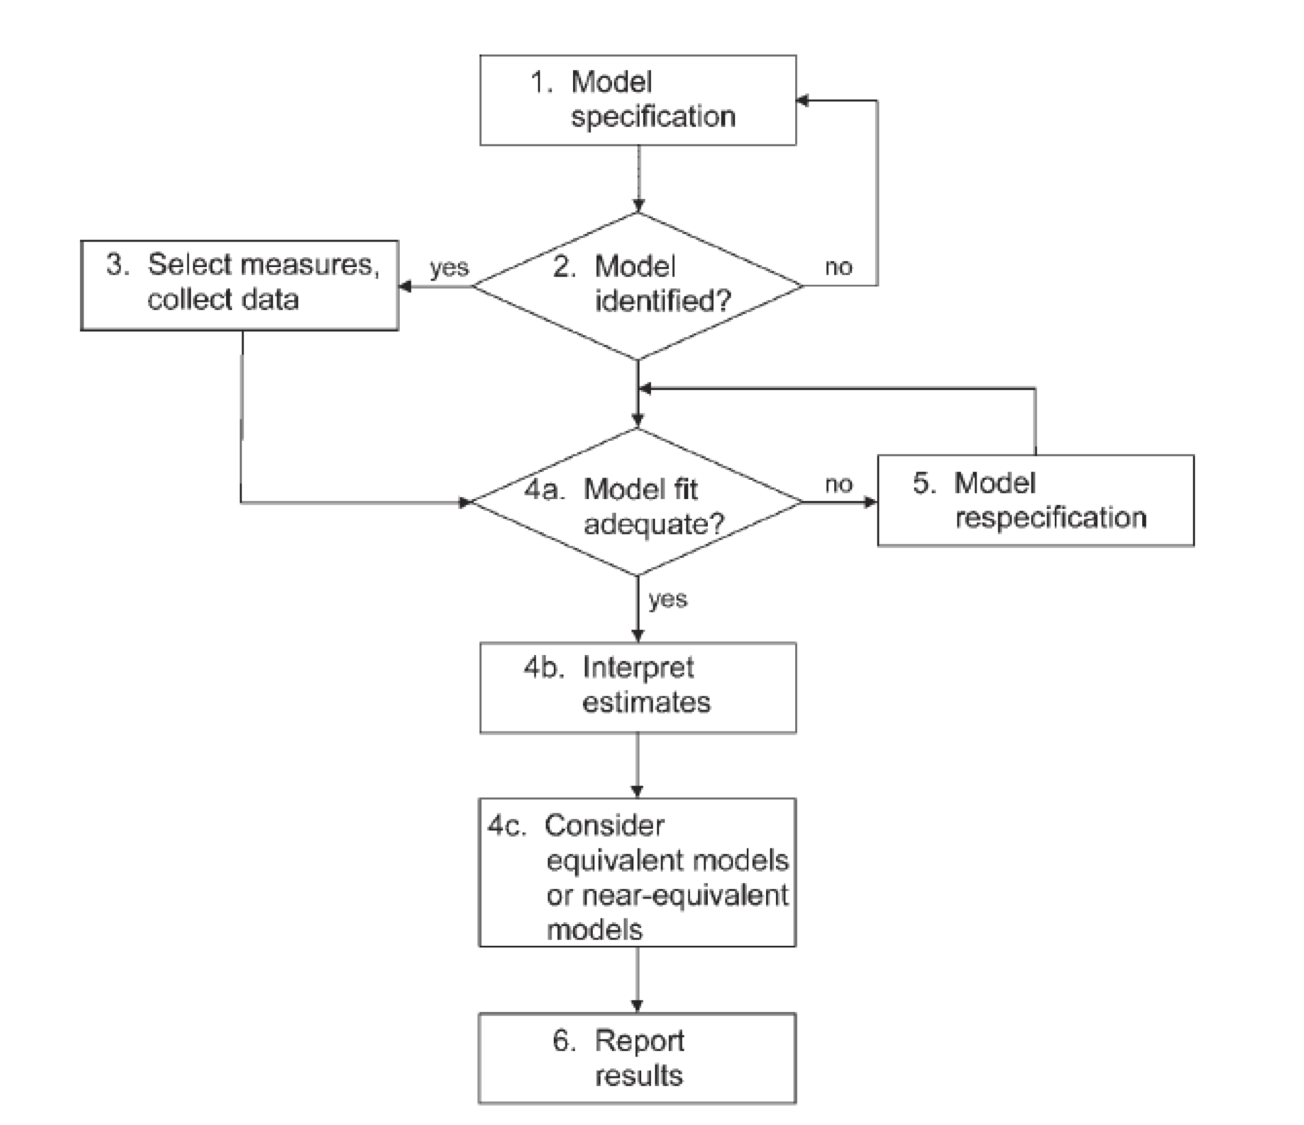 1. Model
specification
3. Select measures,
collect data
yes
2. Model
identified?
no
4a. Model fit
adequate?
no
5. Model
respecification
yes
4b. Interpret
estimates
4c. Consider
equivalent models
or near-equivalent
models
6. Report
results